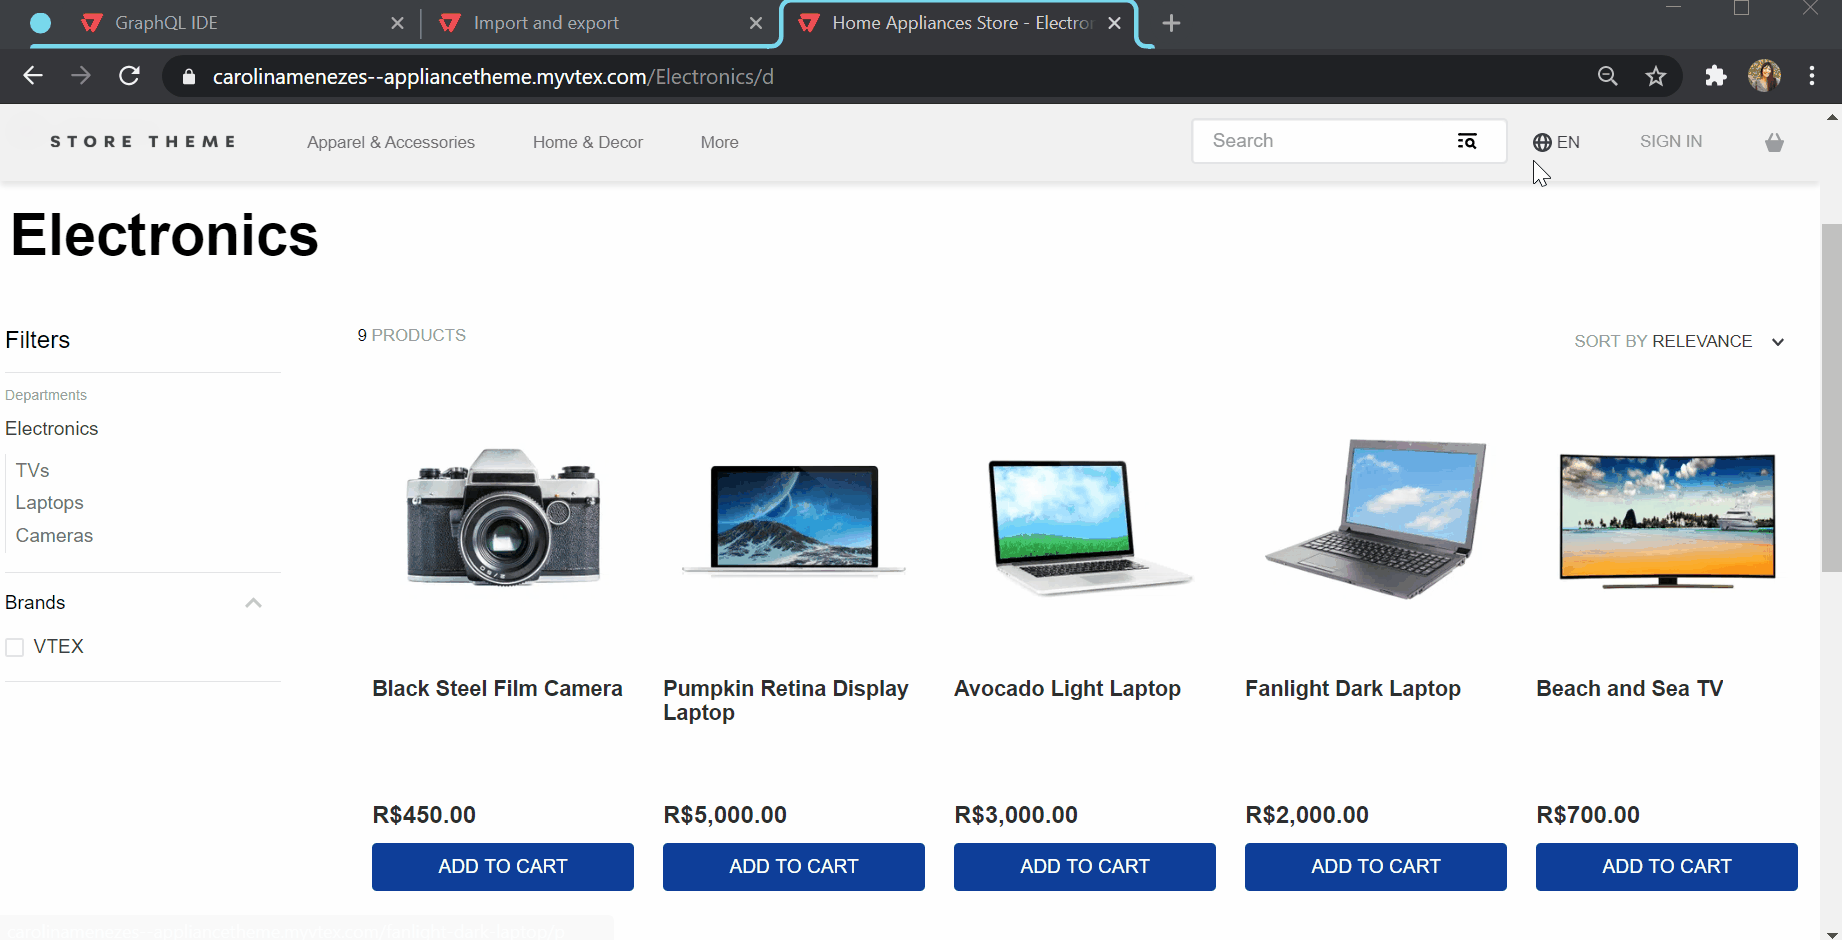 GraphQL IDE
Import and export
Home Appliances Store - Electror
carolinamenezes--appliancetheme.myvtex.com/Electronics/d
STORE THEME
Apparel & Accessories
Home & Decor
More
Search
EN
SIGN IN
Electronics
Filters
9 PRODUCTS
SORT BY RELEVANCE
Departments
Electronics
TVs
Laptops
Cameras
Brands
VTEX
Black Steel Film Camera
Pumpkin Retina Display
Laptop
Avocado Light Laptop
Fanlight Dark Laptop
Beach and Sea TV
R$450.00
R$5,000.00
R$3,000.00
R$2,000.00
R$700.00
ADD TO CART
ADD TO CART
ADD TO CART
ADD TO CART
ADD TO CART